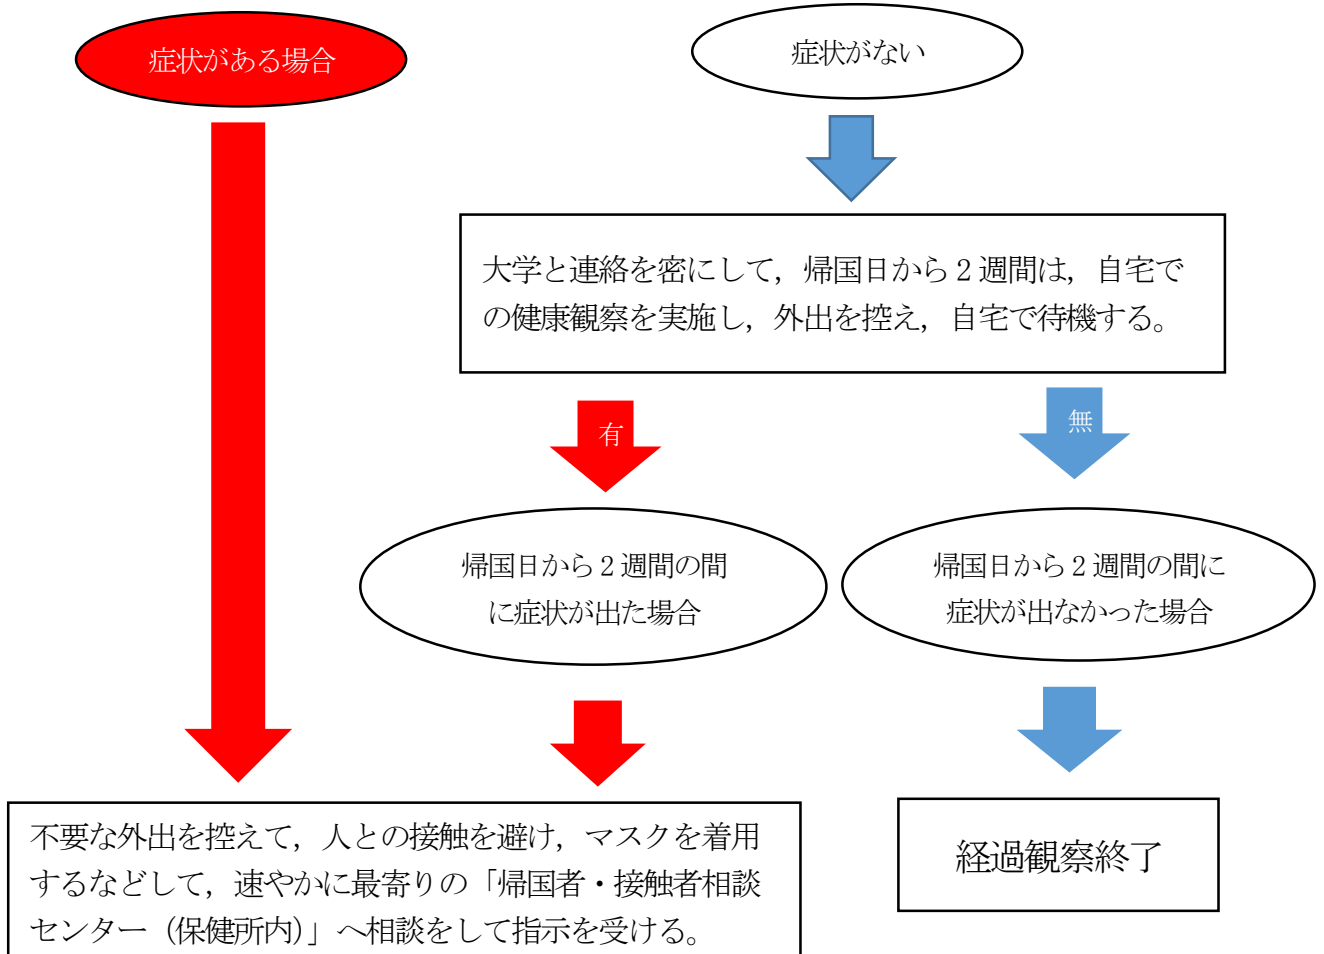 症状がある場合
症状がない
大学と連絡を密にして，帰国日から２週間は，自宅で
の健康観察を実施し，外出を控え，自宅で待機する。
有
無
帰国日から２週間の間
に症状が出た場合
帰国日から２週間の間に
症状が出なかった場合
不要な外出を控えて，人との接触を避け，マスクを着用
するなどして，速やかに最寄りの「帰国者・接触者相談
センター（保健所内）」へ相談をして指示を受ける。
経過観察終了